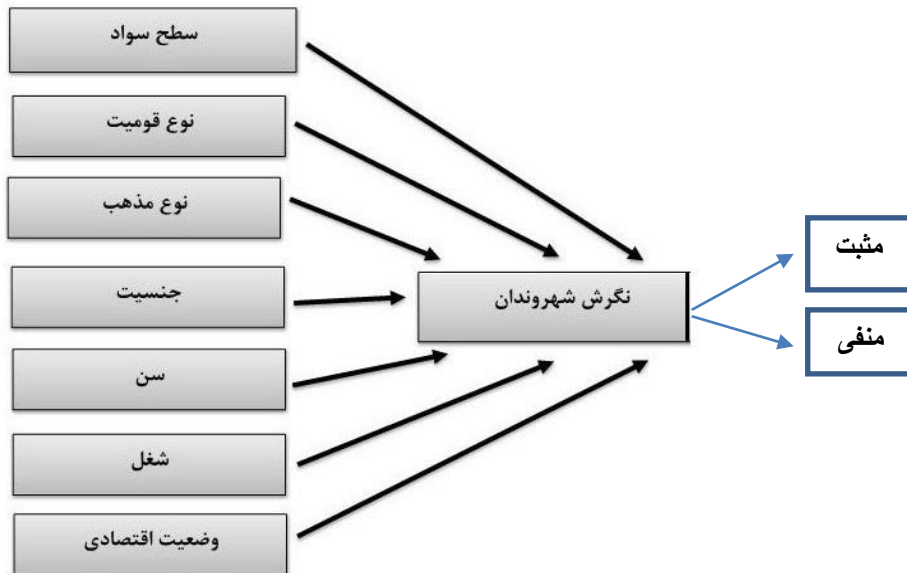 سطح سواد
نوع قومیت
نوع مذهب
جنسیت
سن
شغل
وضعیت اقتصادی
نگرش شهروندان
مثبت
منفی